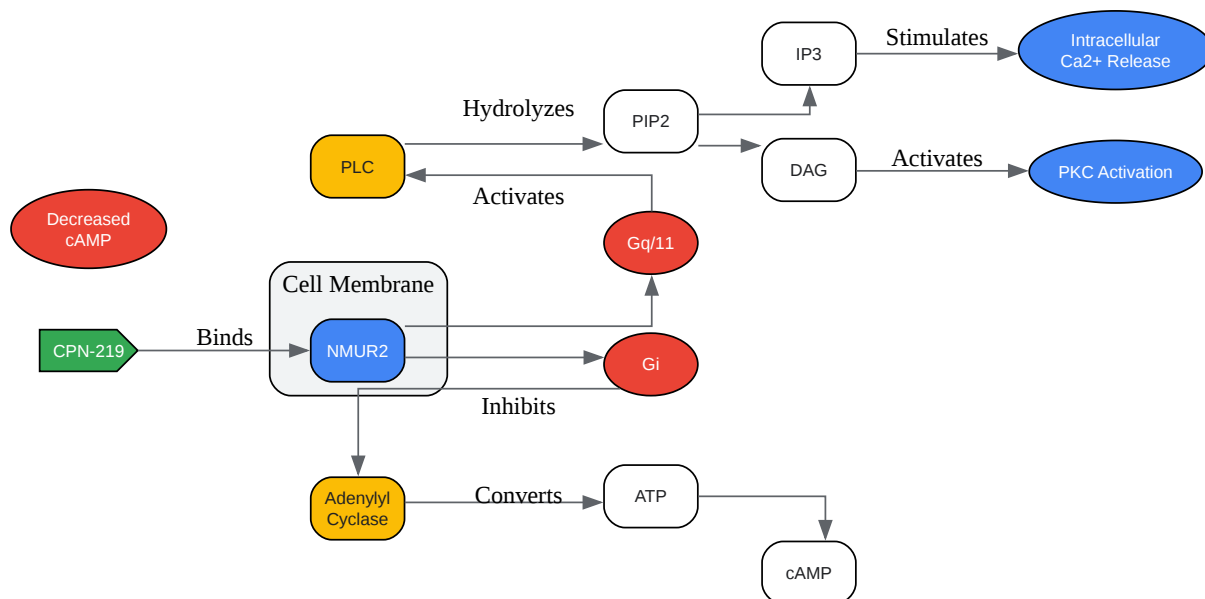 IP3
Stimulates
Intracellular
Ca2+ Release
Hydrolyzes
PIP2
PLC
DAG
Activates
PKC Activation
Activates
Decreased
cAMP
Gq/11
Cell Membrane
CPN-219
Binds
NMUR2
Gi
Inhibits
Adenylyl
Cyclase
Converts
ATP
cAMP